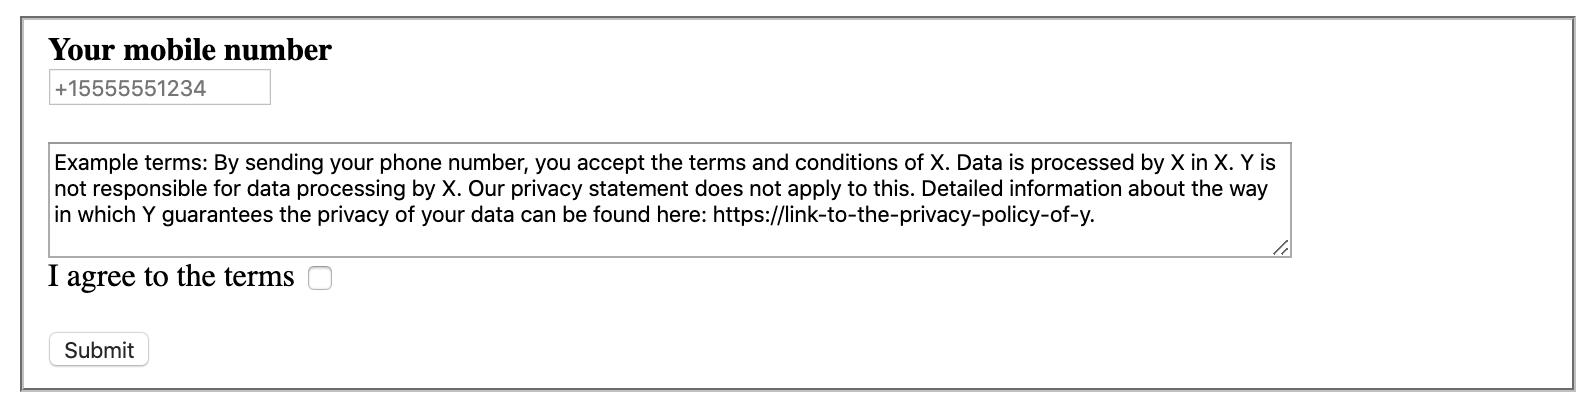 Your mobile number
+15555551234
Example terms: By sending your phone number, you accept the terms and conditions of X. Data is processed by X in X. Y is
not responsible for data processing by X. Our privacy statement does not apply to this. Detailed information about the way
in which Y guarantees the privacy of your data can be found here: https://link-to-the-privacy-policy-of-y.
I agree to the terms
Submit